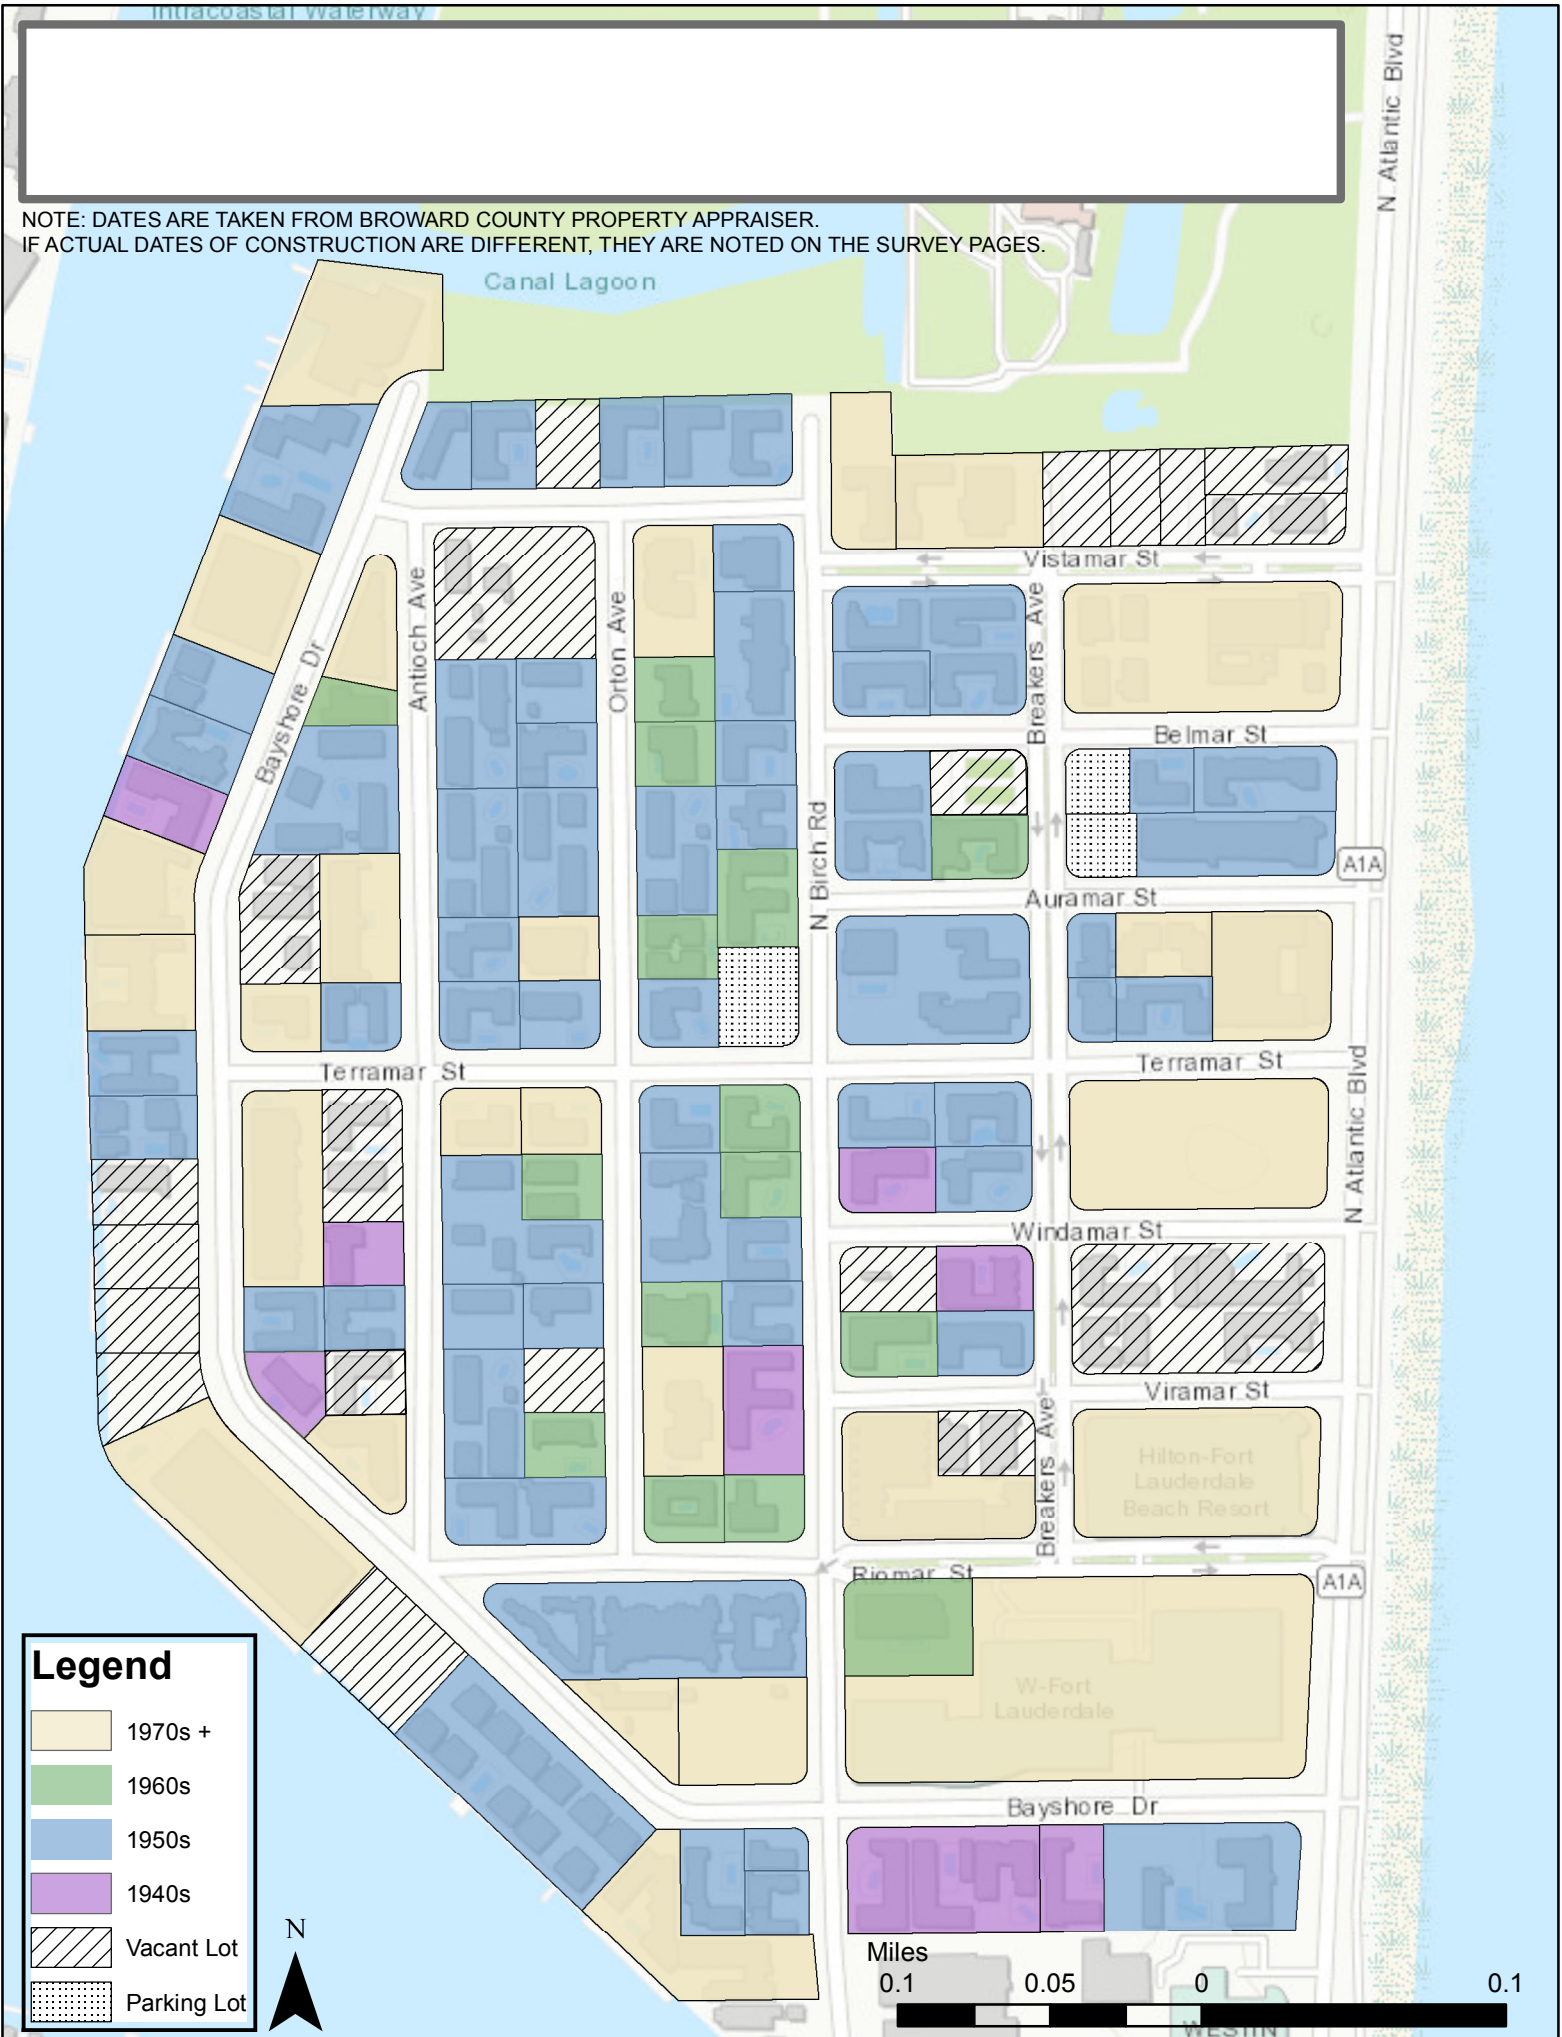 Intracoastal Waterway
N Atlantic Blvd
NOTE: DATES ARE TAKEN FROM BROWARD COUNTY PROPERTY APPRAISER.
IF ACTUAL DATES OF CONSTRUCTION ARE DIFFERENT, THEY ARE NOTED ON THE SURVEY PAGES.
Canal Lagoon
Vistamar St
Antioch Ave
Orton Ave
Breakers Ave
Bayshore Dr
Belmar St
N Birch Rd
A1A
Auramar St
Terramar St
Terramar St
N Atlantic Blvd
Windamar St
Viramar St
Breakers Ave
Hilton-Fort
Lauderdale
Beach Resort
Riomar St
A1A
W-Fort
Lauderdale
Bayshore Dr
Legend
1970s +
1960s
1950s
1940s
Vacant Lot
Parking Lot
N
Miles
0.1 0.05 0 0.1
WESTIN